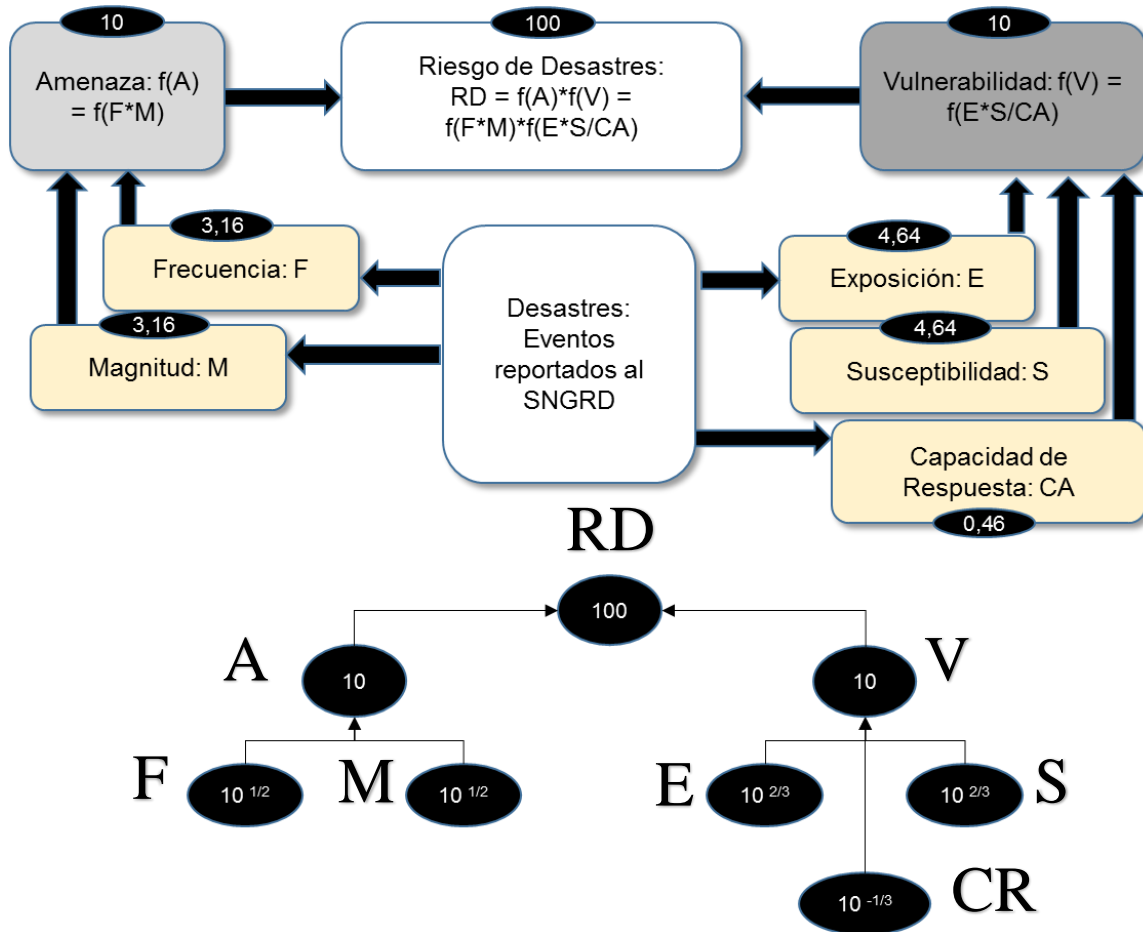 10
Amenaza: f(A)
= f(F*M)
100
Riesgo de Desastres:
RD = f(A)*f(V) =
f(F*M)*f(E*S/CA)
10
Vulnerabilidad: f(V) =
f(E*S/CA)
3,16
Frecuencia: F
3,16
Magnitud: M
Desastres:
Eventos
reportados al
SNGRD
4,64
Exposición: E
4,64
Susceptibilidad: S
Capacidad de
Respuesta: CA
0,46
RD
100
A
10
V
10
F
10 1/2
M
10 1/2
E
10 2/3
S
10 2/3
CR
10 -1/3